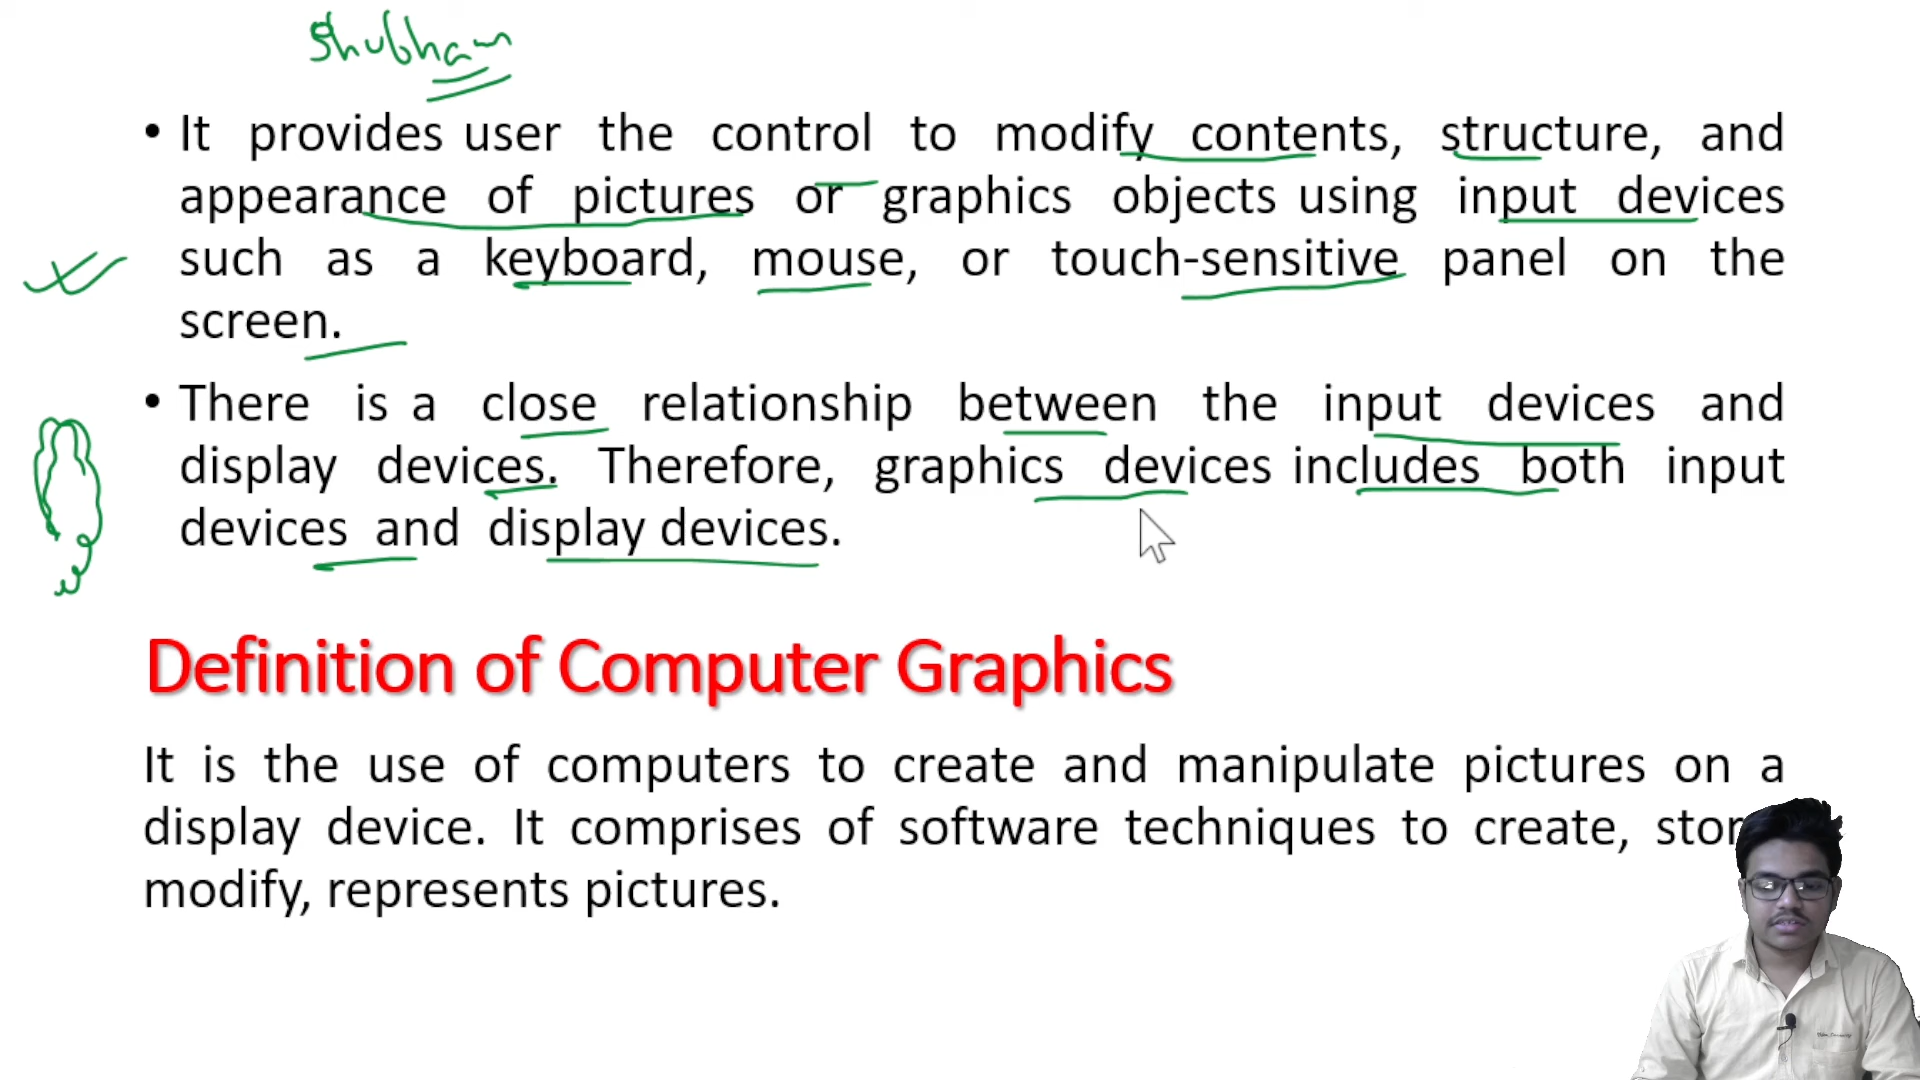 Shubham
• It provides user the control to modify contents, structure, and
appearance of pictures or graphics objects using input devices
such as a keyboard, mouse, or touch-sensitive panel on the
screen.
• There is a close relationship between the input devices and
display devices. Therefore, graphics devices includes both input
devices and display devices.
Definition of Computer Graphics
It is the use of computers to create and manipulate pictures on a
display device. It comprises of software techniques to create,
modify, represents pictures.